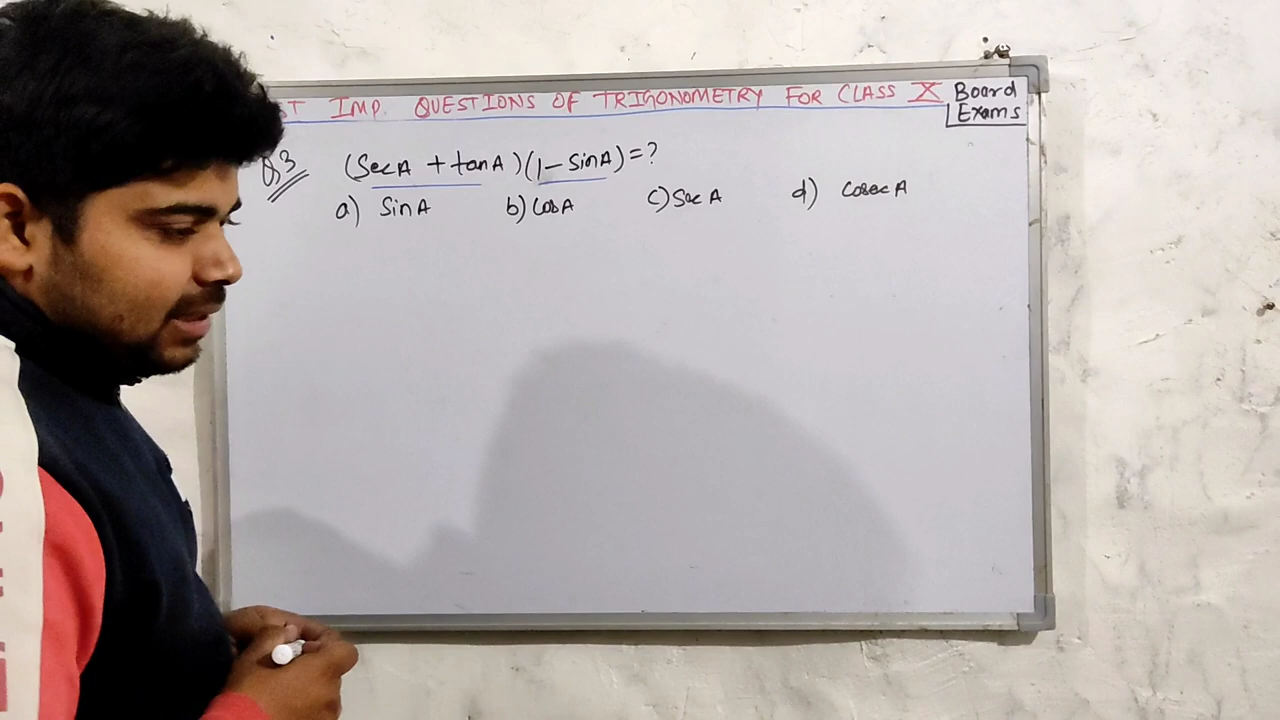 T IMP. QUESTIONS OF TRIGONOMETRY FOR CLASS X Board Exams
Q3 (SecA + tanA)(1 - SinA) = ?
a) SinA b) CosA c) SecA d) CosecA